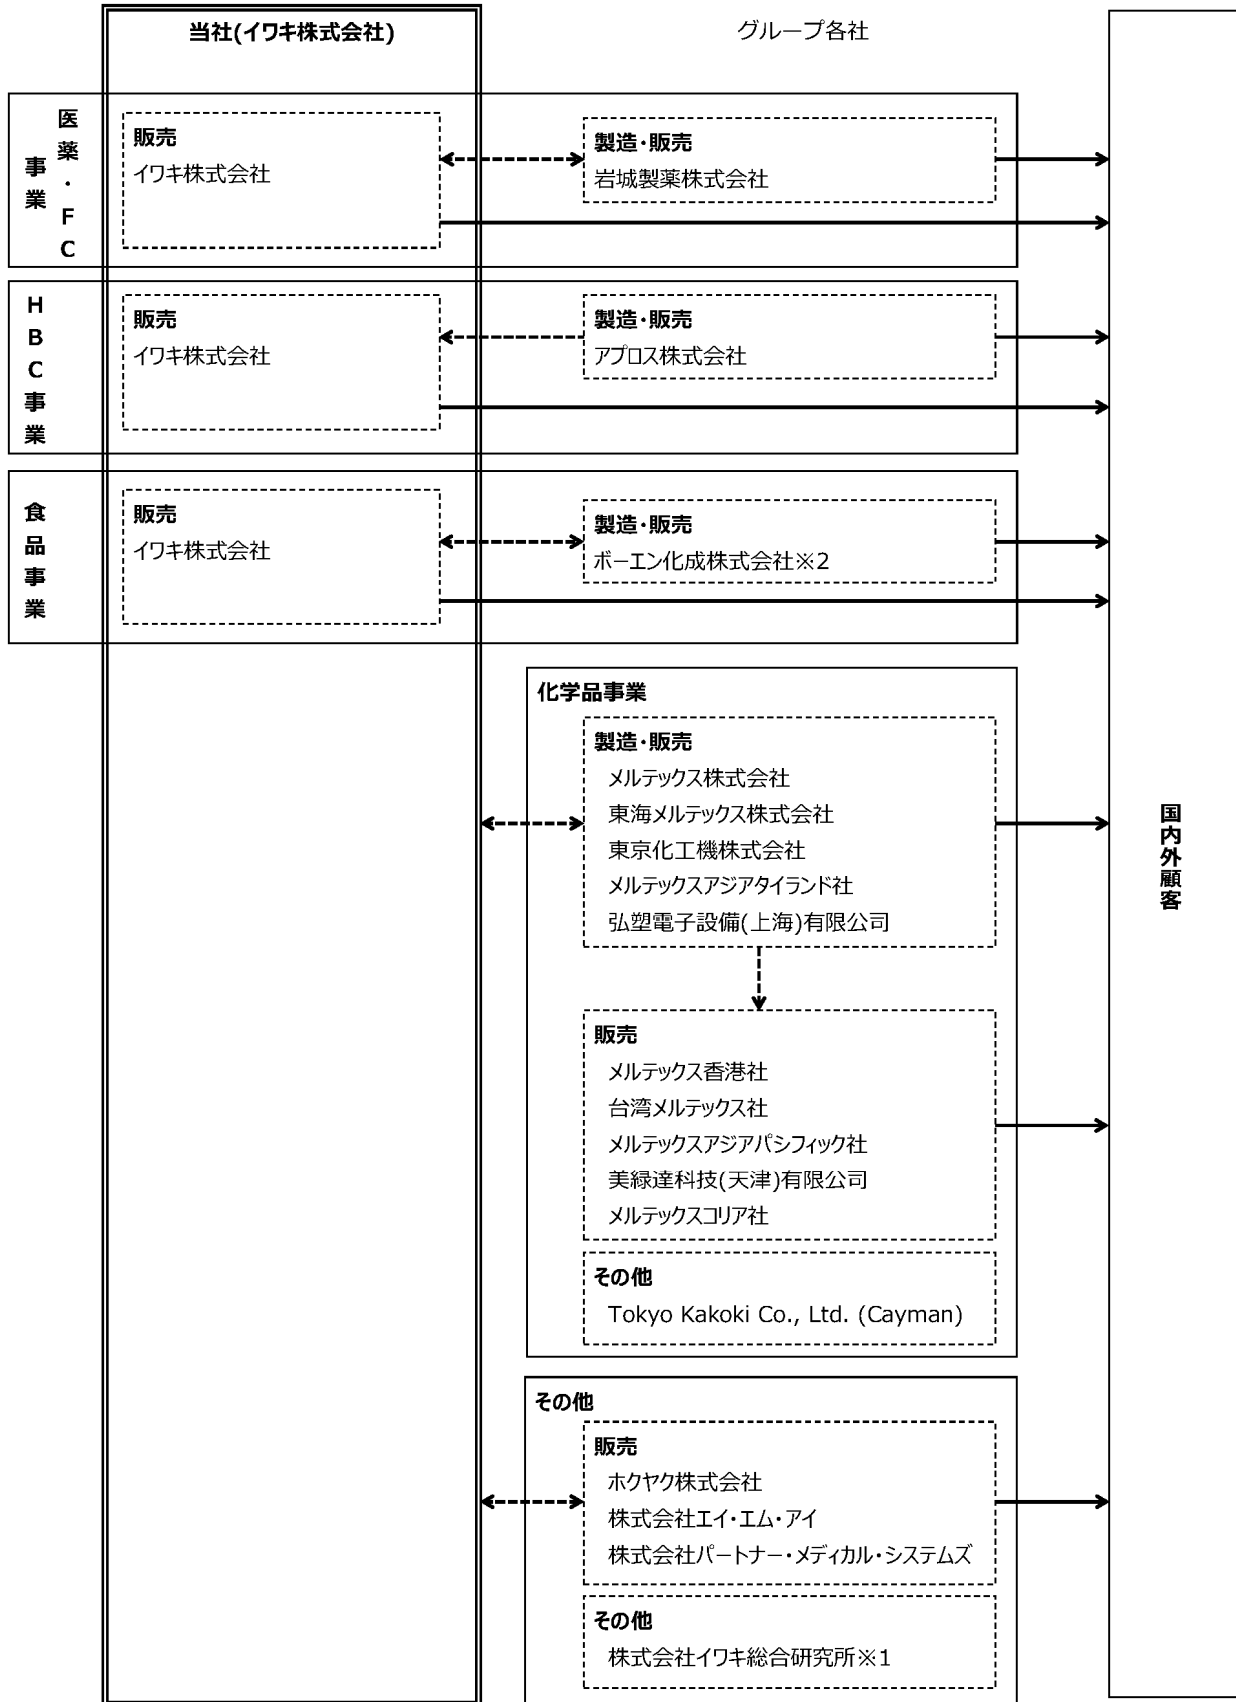 当社(イワキ株式会社)
グループ各社
医薬・FC
事業
販売
イワキ株式会社
製造・販売
岩城製薬株式会社
HBC事業
販売
イワキ株式会社
製造・販売
アプロス株式会社
食品事業
販売
イワキ株式会社
製造・販売
ボーエン化成株式会社※2
化学品事業
製造・販売
メルテックス株式会社
東海メルテックス株式会社
東京化工機株式会社
メルテックスアジアタイランド社
弘塑電子設備(上海)有限公司
販売
メルテックス香港社
台湾メルテックス社
メルテックスアジアパシフィック社
美緑達科技(天津)有限公司
メルテックスコリア社
その他
Tokyo Kakoki Co., Ltd. (Cayman)
その他
販売
ホクヤク株式会社
株式会社エイ・エム・アイ
株式会社パートナー・メディカル・システムズ
その他
株式会社イワキ総合研究所※1
国内外顧客